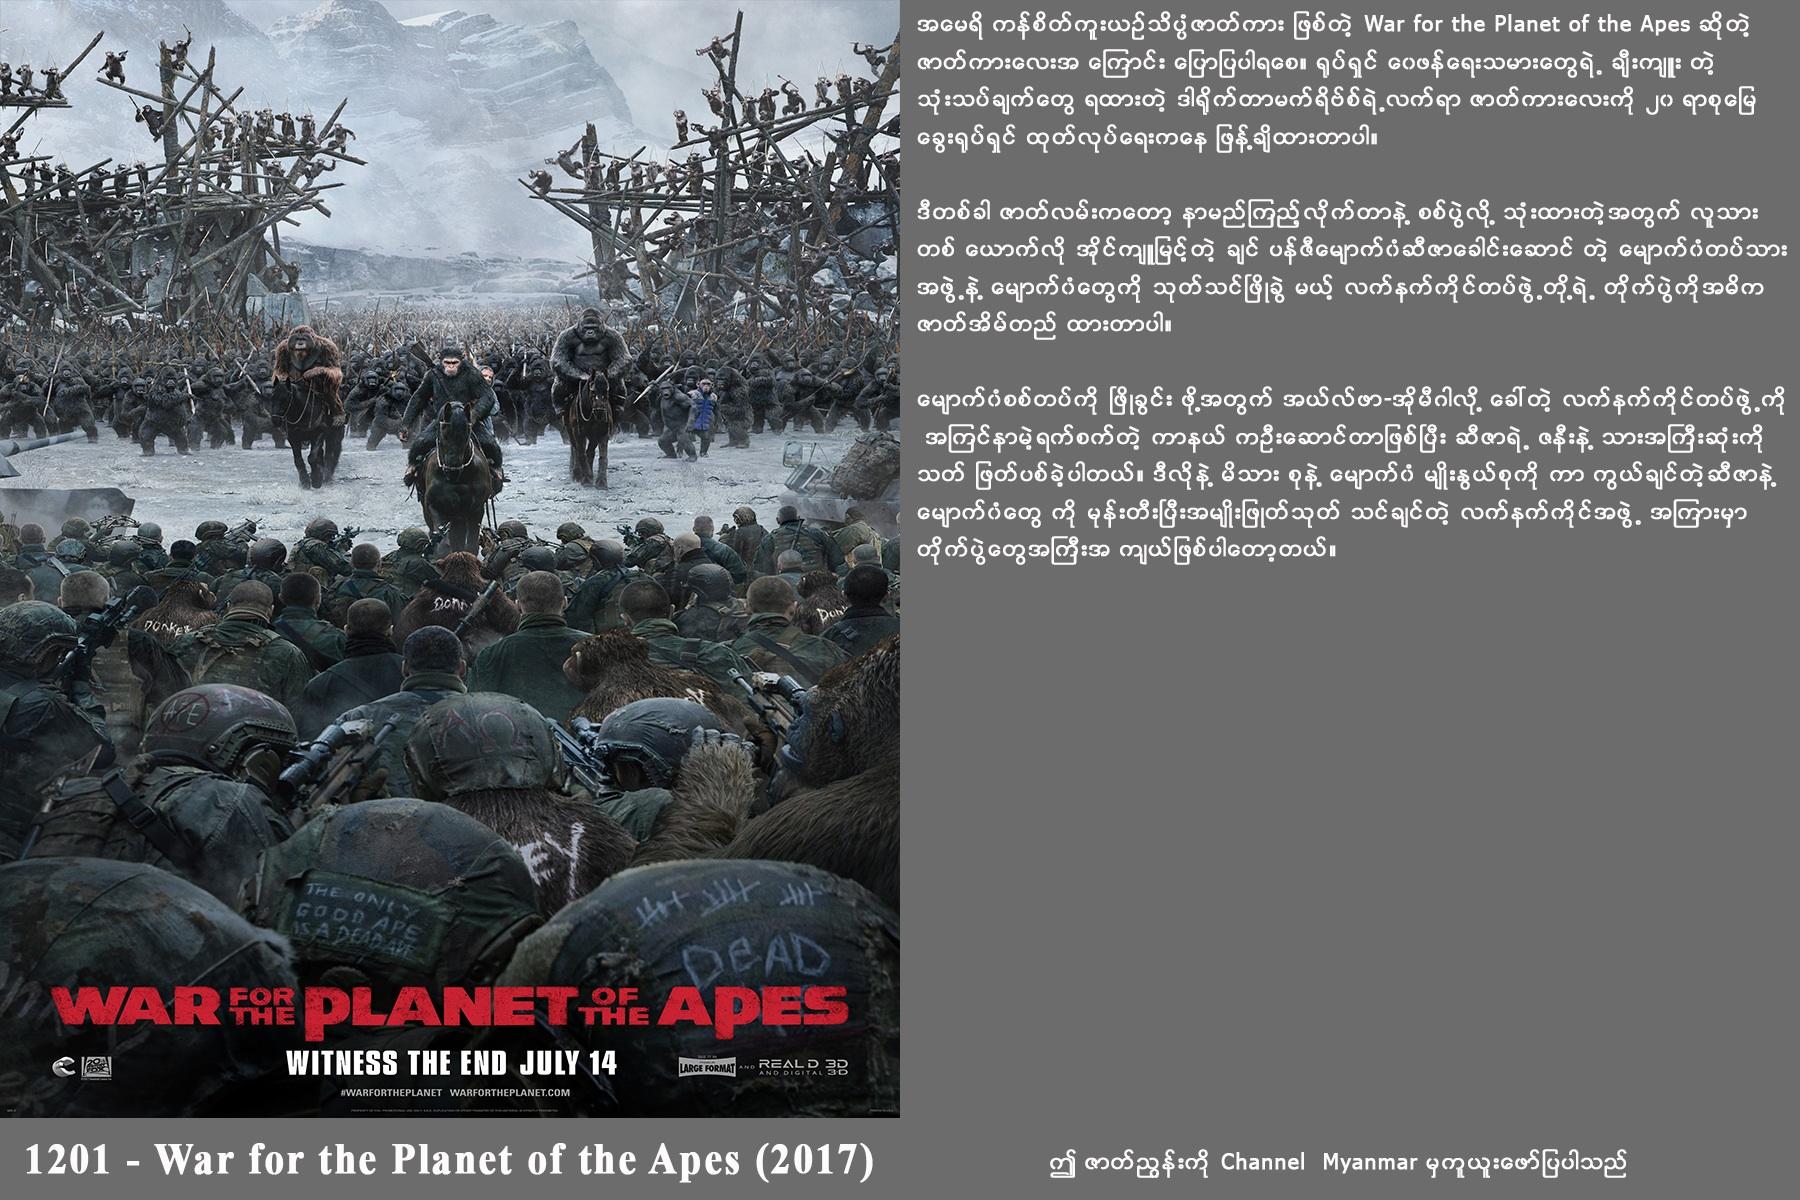 APE
AΩ
DONKEY
Donk
EY
THE ONLY
GOOD APE
IS A DEAD APE
DEAD
WAR FOR THE PLANET OF THE APES
WITNESS THE END JULY 14
SEE IT IN
LARGE FORMAT AND REAL D 3D
AND DIGITAL 3D
#WARFORTHEPLANET WARFORTHEPLANET.COM
1201 - War for the Planet of the Apes (2017)
အမေရိ ကန်စိတ်ကူးယဉ်သိပ္ပံဇာတ်ကား ဖြစ်တဲ့ War for the Planet of the Apes ဆိုတဲ့
ဇာတ်ကားလေးအ ကြောင်း ပြောပြပါရစေ။ ရုပ်ရှင် ဝေဖန်ရေးသမားတွေရဲ့ ချီးကျူး တဲ့
သုံးသပ်ချက်တွေ ရထားတဲ့ ဒါရိုက်တာမက်ရိဗ်စ်ရဲ့လက်ရာ ဇာတ်ကားလေးကို ၂၀ ရာစုမြေ
ခွေးရုပ်ရှင် ထုတ်လုပ်ရေးကနေ ဖြန့်ချိထားတာပါ။
ဒီတစ်ခါ ဇာတ်လမ်းကတော့ နာမည်ကြည့်လိုက်တာနဲ့ စစ်ပွဲလို့ သုံးထားတဲ့အတွက် လူသား
တစ် ယောက်လို အိုင်ကျူမြင့်တဲ့ ချင် ပန်ဇီမျောက်ဂံဆီဇာခေါင်းဆောင် တဲ့ မျောက်ဂံတပ်သား
အဖွဲ့နဲ့ မျောက်ဂံတွေကို သုတ်သင်ဖြိုခွဲ မယ့် လက်နက်ကိုင်တပ်ဖွဲ့တို့ရဲ့ တိုက်ပွဲကိုအဓိက
ဇာတ်အိမ်တည် ထားတာပါ။
မျောက်ဂံစစ်တပ်ကို ဖြိုခွင်း ဖို့အတွက် အယ်လ်ဖာ-အိုမီဂါလို့ ခေါ်တဲ့ လက်နက်ကိုင်တပ်ဖွဲ့ကို
အကြင်နာမဲ့ရက်စက်တဲ့ ကာနယ် ကဦးဆောင်တာဖြစ်ပြီး ဆီဇာရဲ့ ဇနီးနဲ့ သားအကြီးဆုံးကို
သတ် ဖြတ်ပစ်ခဲ့ပါတယ်။ ဒီလိုနဲ့ မိသား စုနဲ့ မျောက်ဂံ မျိုးနွယ်စုကို ကာ ကွယ်ချင်တဲ့ဆီဇာနဲ့
မျောက်ဂံတွေ ကို မုန်းတီးပြီးအမျိုးဖြုတ်သုတ် သင်ချင်တဲ့ လက်နက်ကိုင်အဖွဲ့ အကြားမှာ
တိုက်ပွဲတွေအကြီးအ ကျယ်ဖြစ်ပါတော့တယ်။
ဤ ဇာတ်ညွှန်းကို Channel Myanmar မှကူယူးဖော်ပြပါသည်